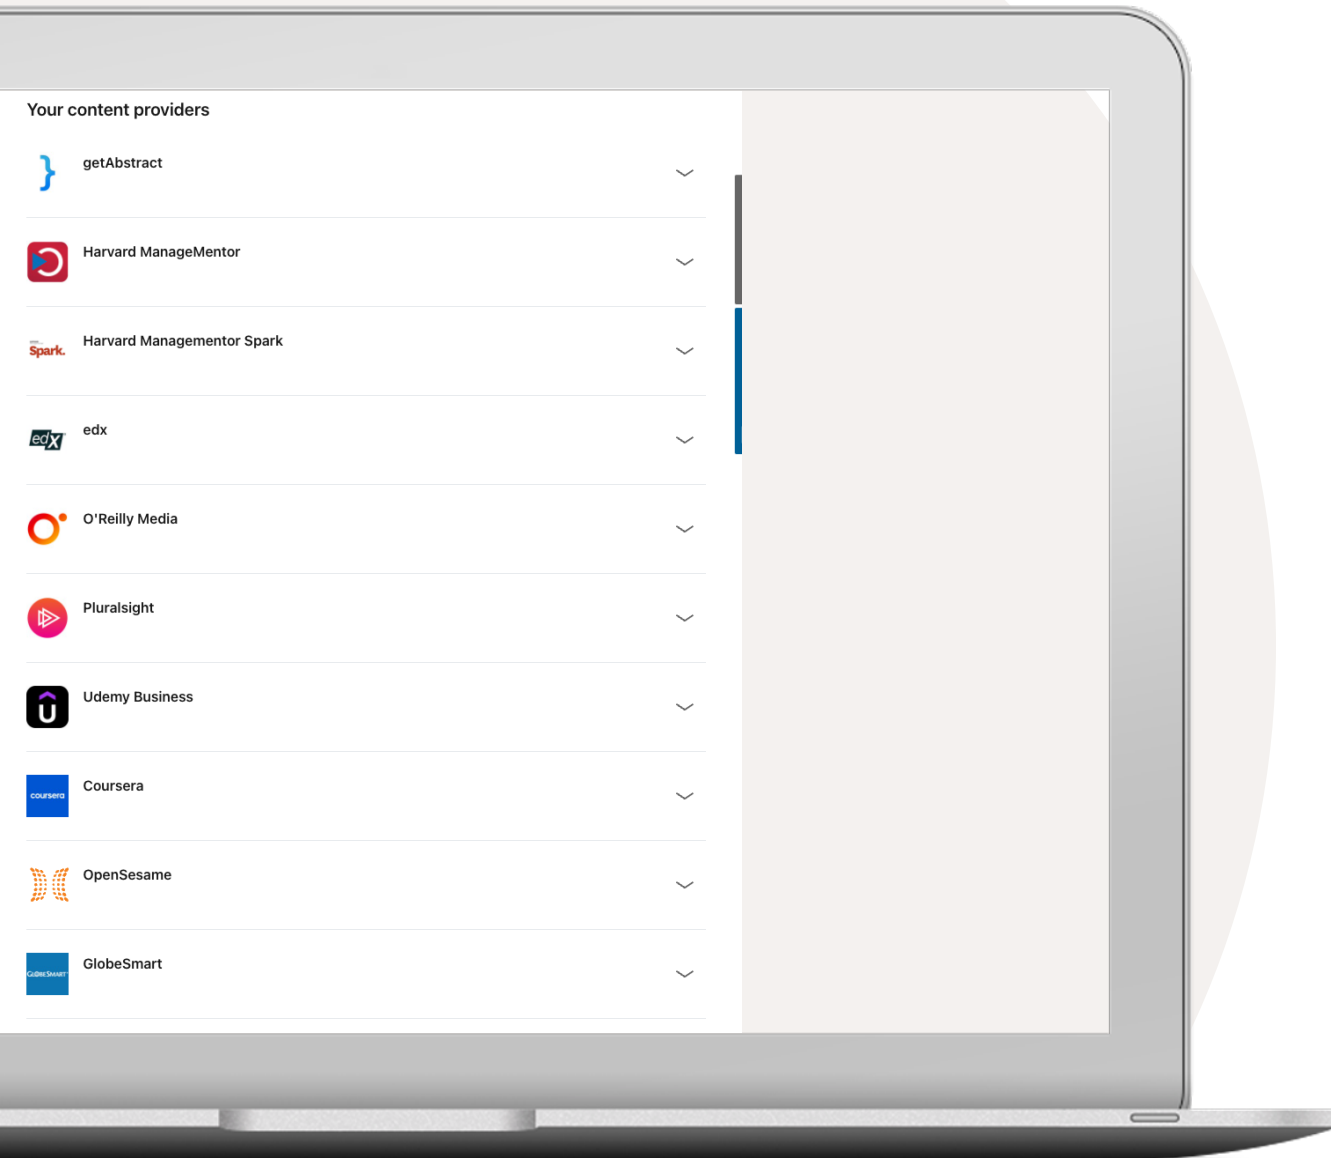 Your content providers
getAbstract
Harvard ManageMentor
Spark.
Harvard Managementor Spark
edX
edx
O'Reilly Media
Pluralsight
Udemy Business
coursera
Coursera
OpenSesame
GLOBESMART
GlobeSmart